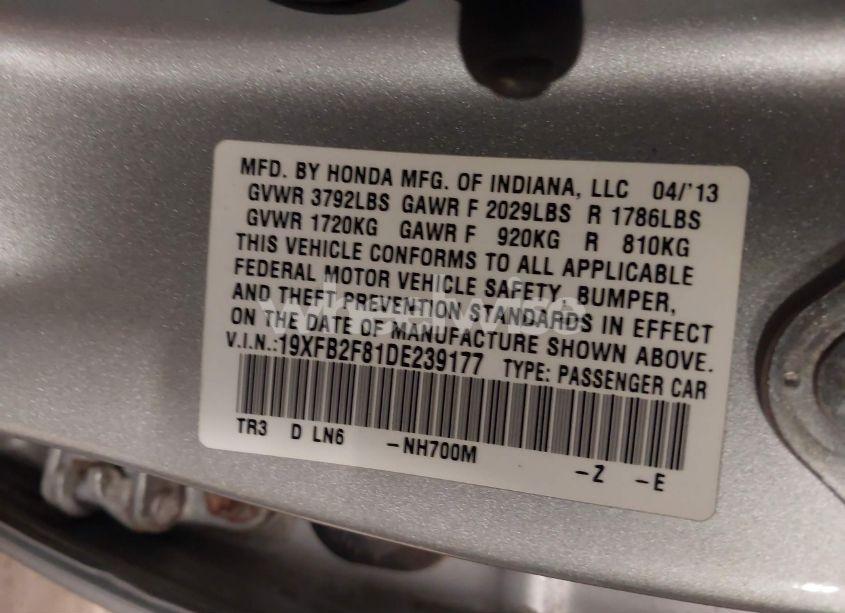 MFD. BY HONDA MFG. OF INDIANA, LLC 04/'13
GVWR 3792LBS GAWR F 2029LBS R 1786LBS
GVWR 1720KG GAWR F 920KG R 810KG
THIS VEHICLE CONFORMS TO ALL APPLICABLE
FEDERAL MOTOR VEHICLE SAFETY, BUMPER,
AND THEFT PREVENTION STANDARDS IN EFFECT
ON THE DATE OF MANUFACTURE SHOWN ABOVE.
V.I.N.:19XFB2F81DE239177 TYPE: PASSENGER CAR
TR3 D LN6 -NH700M -Z -E
wheelwire